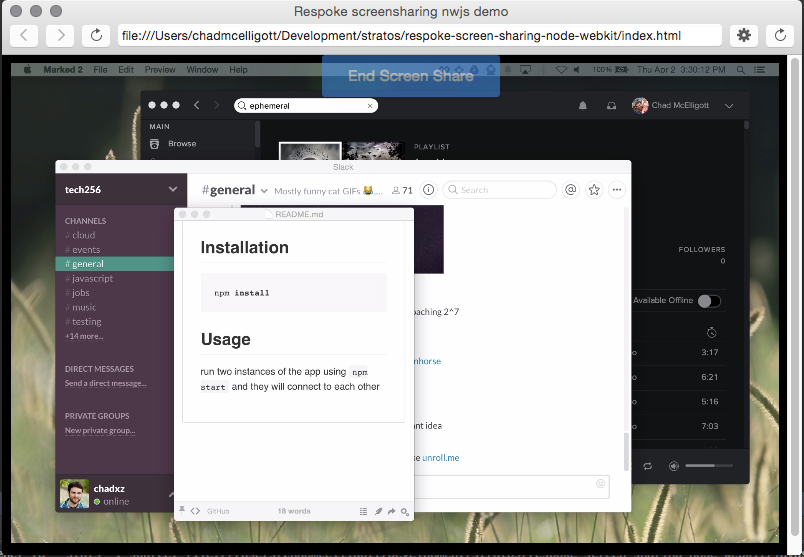 Respoke screensharing nwjs demo
file:///Users/chadmcelligott/Development/stratos/respoke-screen-sharing-node-webkit/index.html
Marked 2 File Edit Preview Window Help 100% Thu Apr 2 3:30:12 PM
End Screen Share
ephemeral
Chad McElligott
MAIN
Browse
PLAYLIST
FOLLOWERS
0
Available Offline
3:17
6:21
5:16
7:03
Slack
tech256
#general
Mostly funny cat GIFs 😹....
71
Search
CHANNELS
# cloud
# events
# general
# javascript
# jobs
# music
# testing
+14 more...
DIRECT MESSAGES
Send a direct message...
PRIVATE GROUPS
New private group...
chadxz
online
oaching 2^7
nhorse
nt idea
se unroll.me
README.md
Installation
npm install
Usage
run two instances of the app using npm
start and they will connect to each other
GitHub
18 words